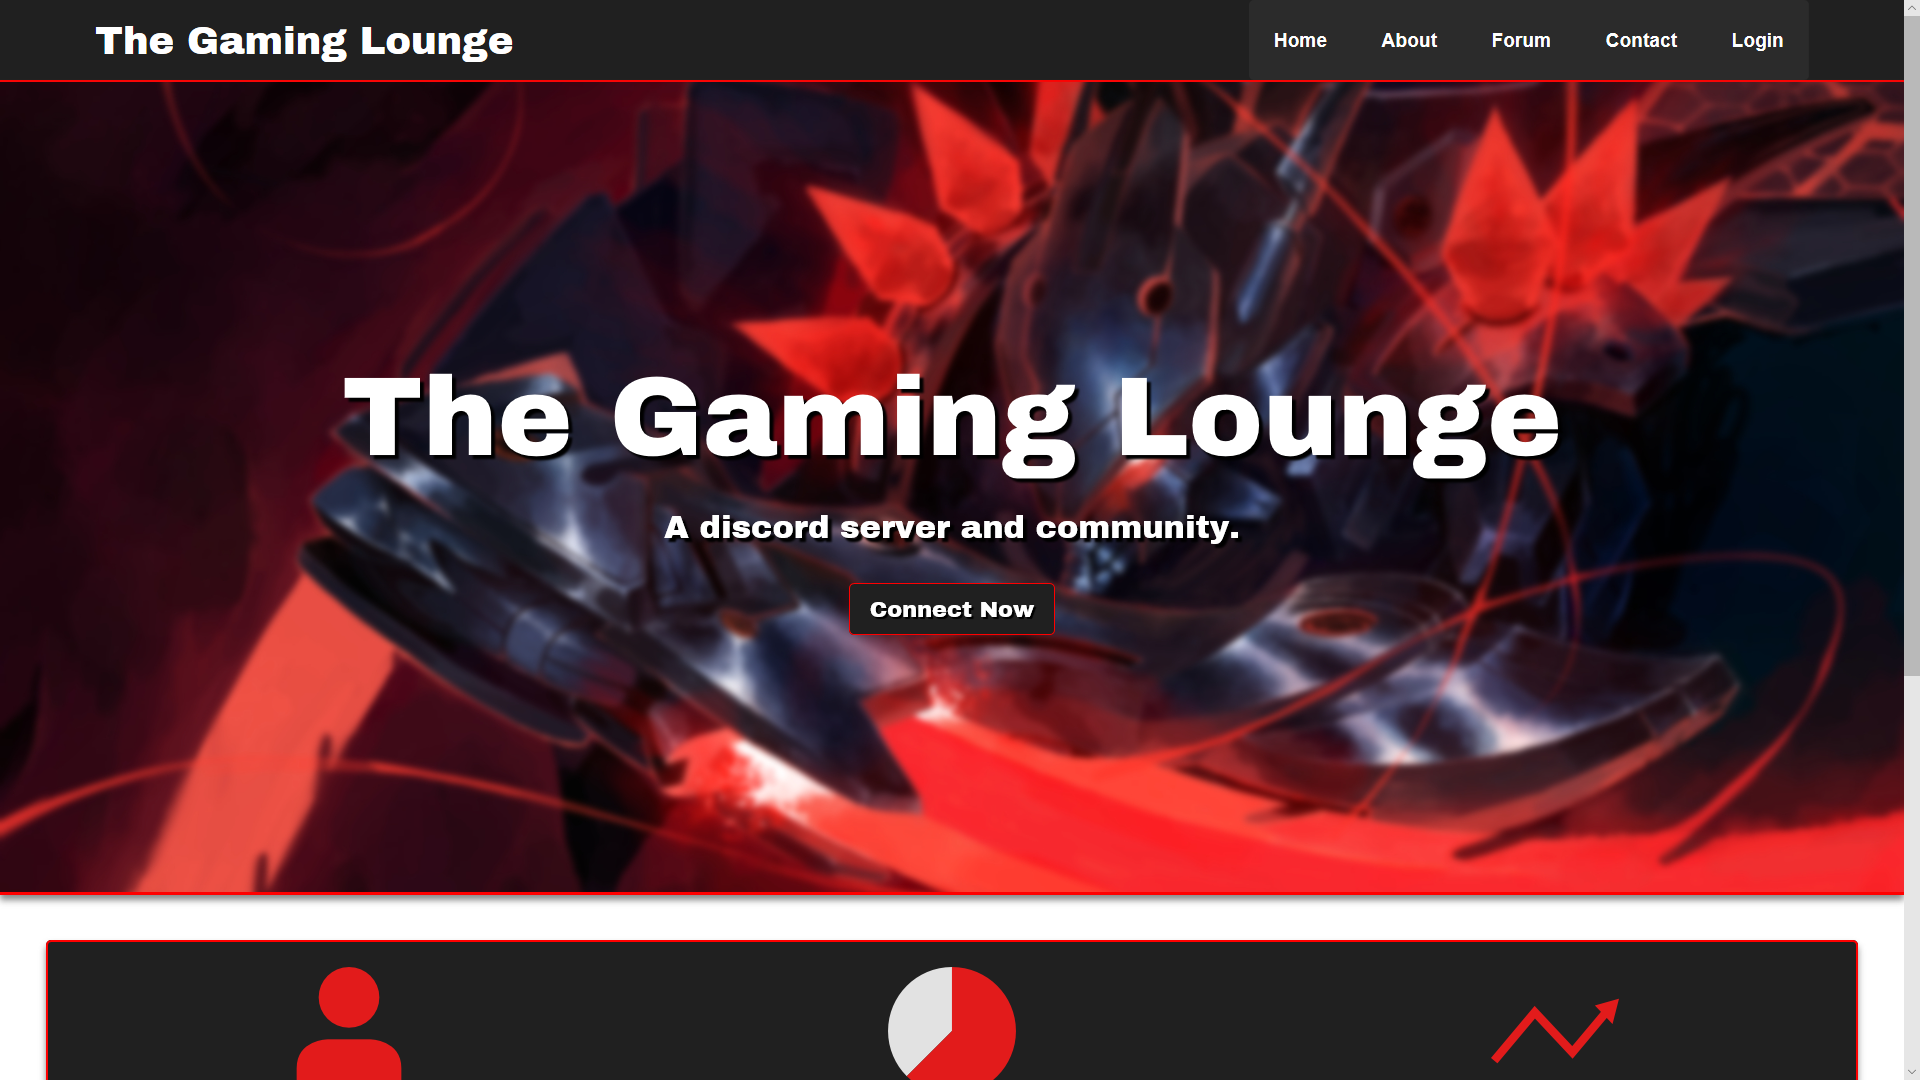 The Gaming Lounge
Home About Forum Contact Login
The Gaming Lounge
A discord server and community.
Connect Now